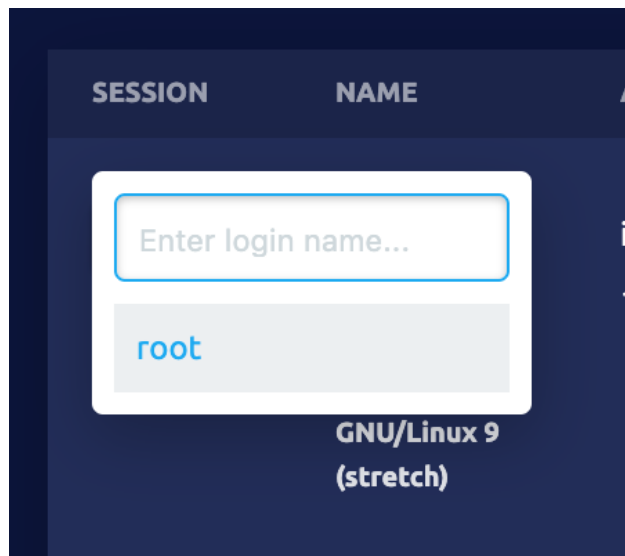 SESSION NAME
Enter login name...
root
GNU/Linux 9
(stretch)